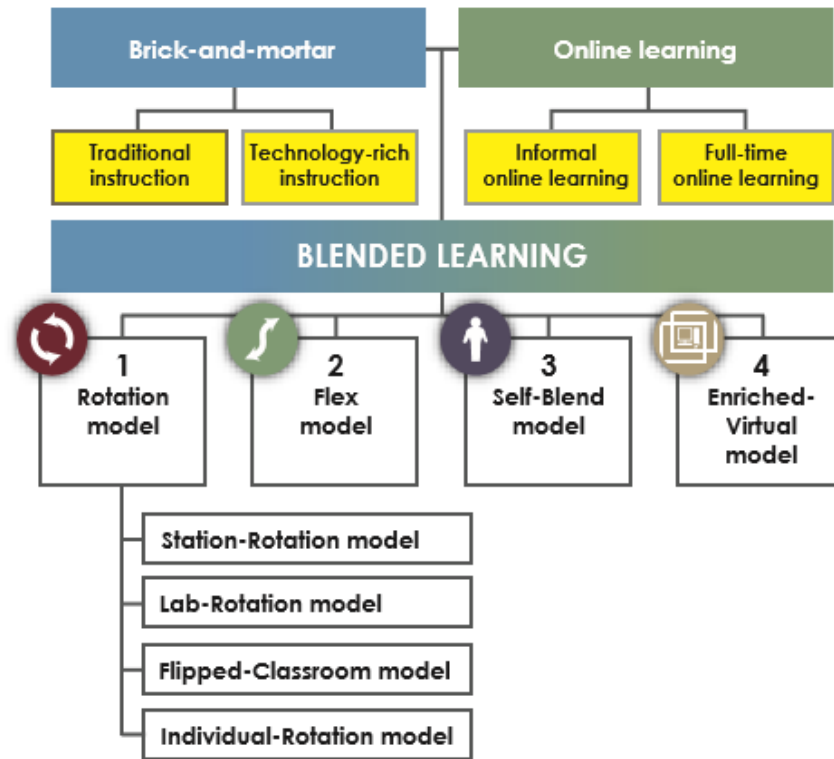 Brick-and-mortar
Online learning
Traditional
instruction
Technology-rich
instruction
Informal
online learning
Full-time
online learning
BLENDED LEARNING
1
Rotation
model
2
Flex
model
3
Self-Blend
model
4
Enriched-
Virtual
model
Station-Rotation model
Lab-Rotation model
Flipped-Classroom model
Individual-Rotation model